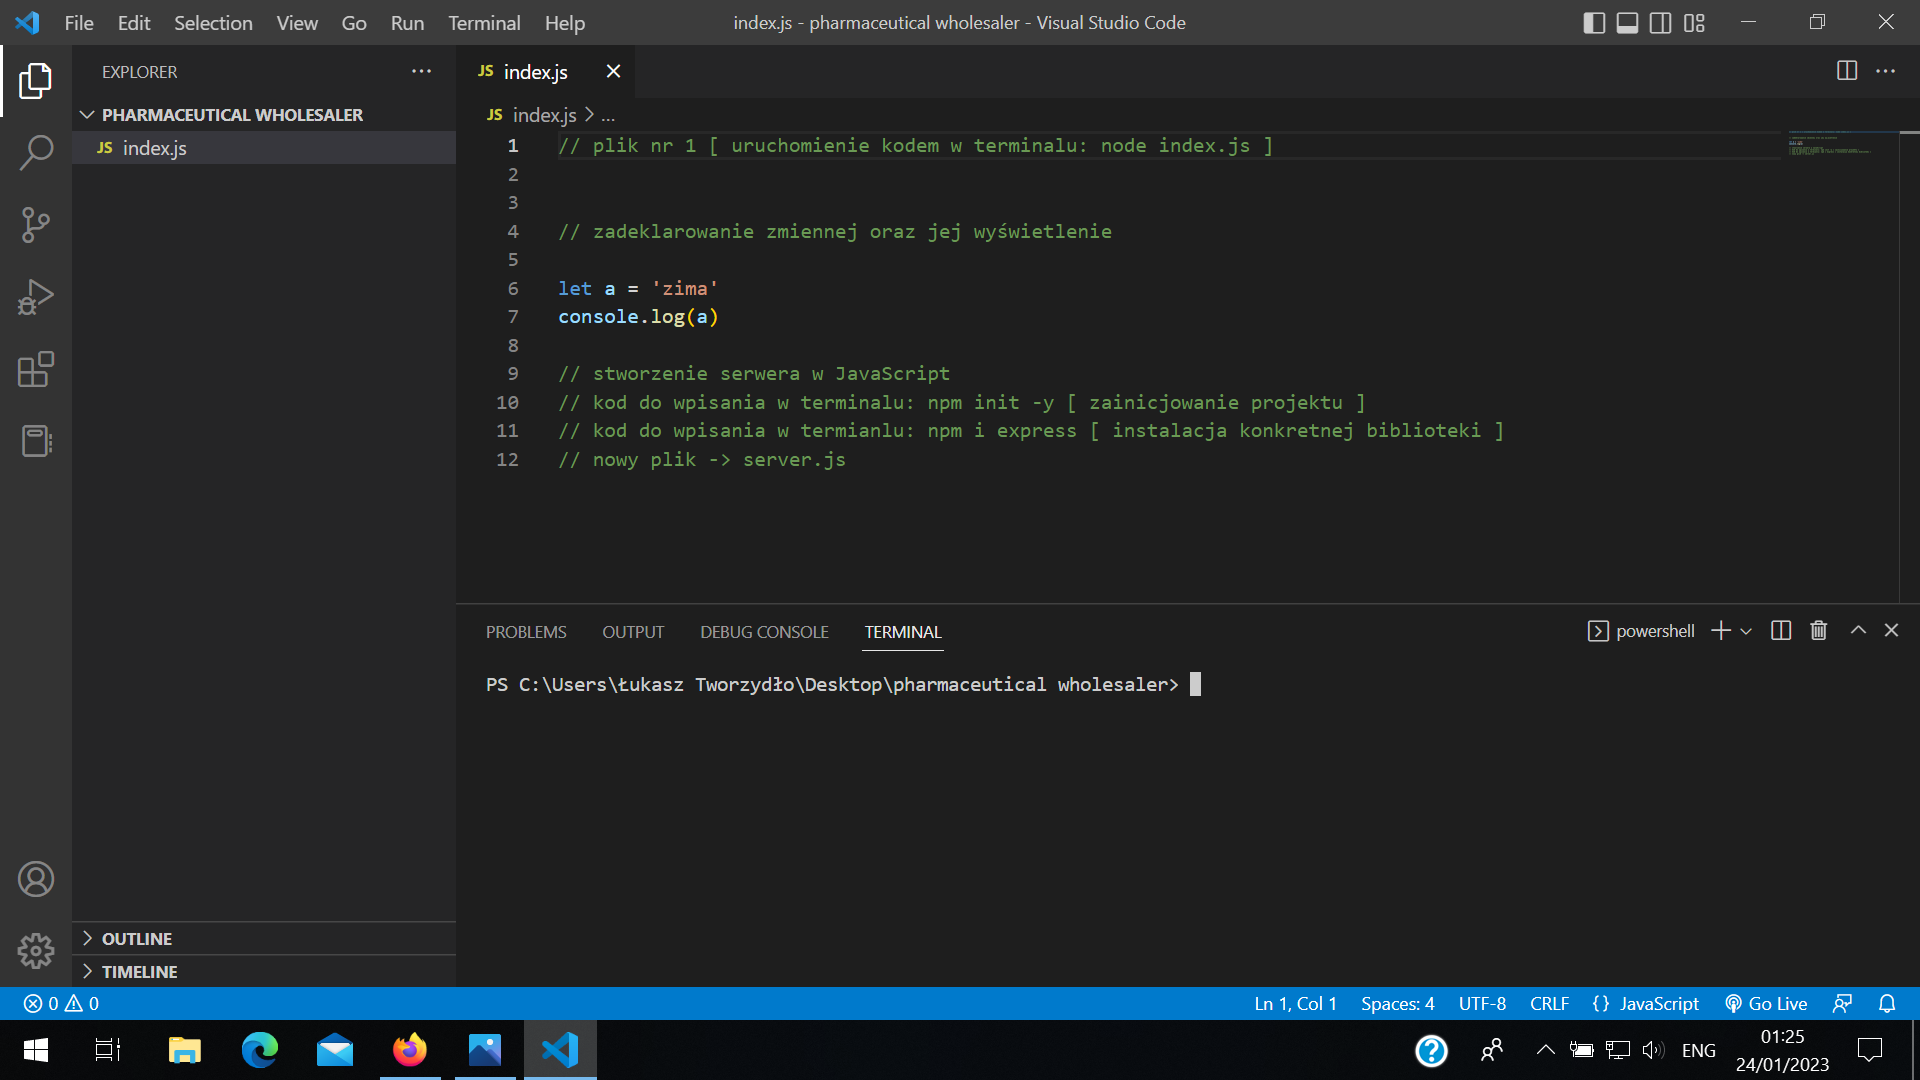 File Edit Selection View Go Run Terminal Help
index.js - pharmaceutical wholesaler - Visual Studio Code
EXPLORER
PHARMACEUTICAL WHOLESALER
JS index.js
JS index.js
JS index.js > ...
1 // plik nr 1 [ uruchomienie kodem w terminalu: node index.js ]
2
3
4 // zadeklarowanie zmiennej oraz jej wyświetlenie
5
6 let a = 'zima'
7 console.log(a)
8
9 // stworzenie serwera w JavaScript
10 // kod do wpisania w terminalu: npm init -y [ zainicjowanie projektu ]
11 // kod do wpisania w termianlu: npm i express [ instalacja konkretnej biblioteki ]
12 // nowy plik -> server.js
PROBLEMS OUTPUT DEBUG CONSOLE TERMINAL
powershell
PS C:\Users\Łukasz Tworzydło\Desktop\pharmaceutical wholesaler>
OUTLINE
TIMELINE
0 0
Ln 1, Col 1 Spaces: 4 UTF-8 CRLF {} JavaScript Go Live
ENG
01:25
24/01/2023